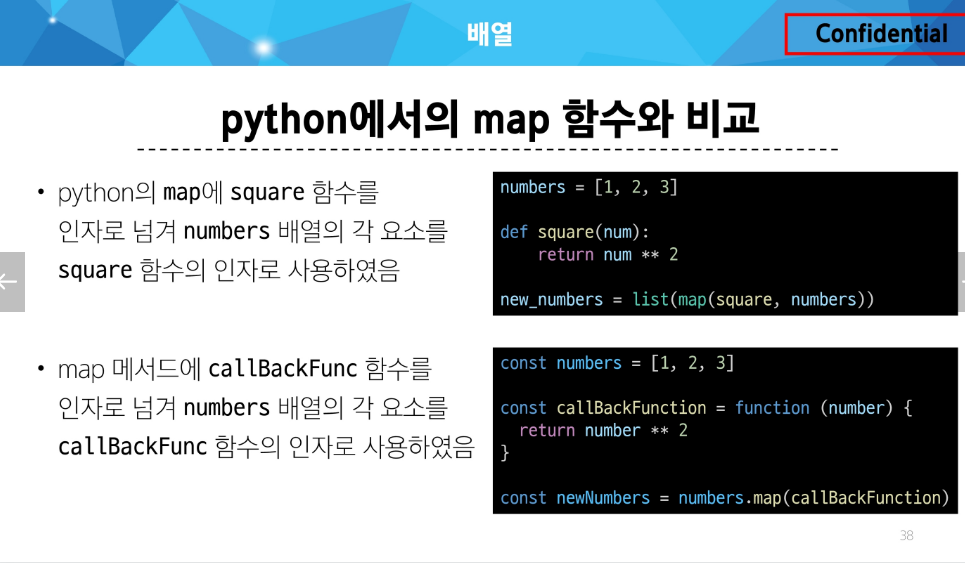 배열
Confidential
python에서의 map 함수와 비교
• python의 map에 square 함수를
인자로 넘겨 numbers 배열의 각 요소를
square 함수의 인자로 사용하였음
numbers = [1, 2, 3]
def square(num):
    return num ** 2
new_numbers = list(map(square, numbers))
• map 메서드에 callBackFunc 함수를
인자로 넘겨 numbers 배열의 각 요소를
callBackFunc 함수의 인자로 사용하였음
const numbers = [1, 2, 3]
const callBackFunction = function (number) {
  return number ** 2
}
const newNumbers = numbers.map(callBackFunction)
38